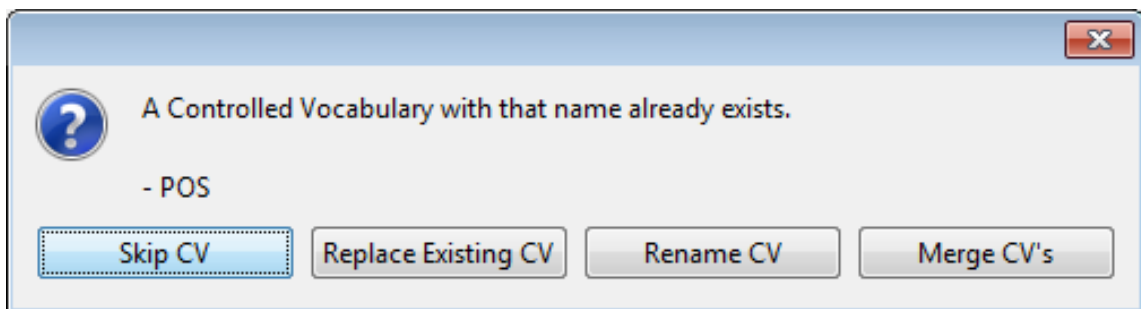 A Controlled Vocabulary with that name already exists.
- POS
Skip CV
Replace Existing CV
Rename CV
Merge CV's